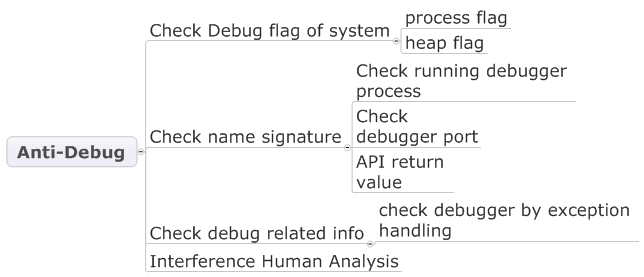 Anti-Debug
Check Debug flag of system
process flag
heap flag
Check name signature
Check running debugger
process
Check
debugger port
API return
value
Check debug related info
check debugger by exception
handling
Interference Human Analysis